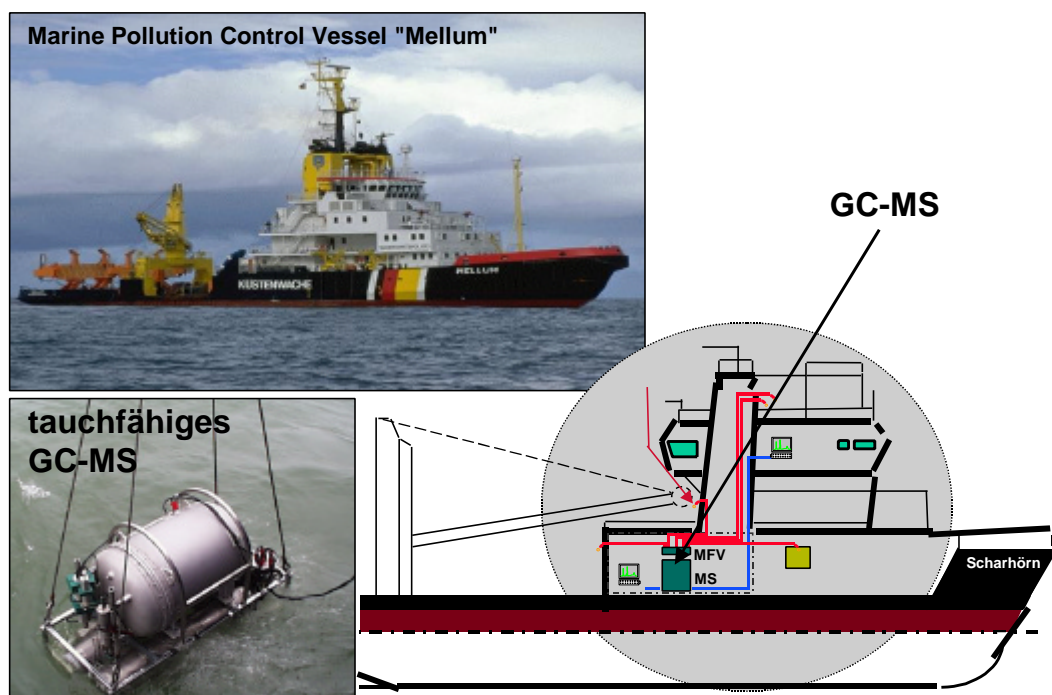 Marine Pollution Control Vessel "Mellum"
MELLUM
KÜSTENWACHE
GC-MS
tauchfähiges
GC-MS
MFV
MS
Scharhörn